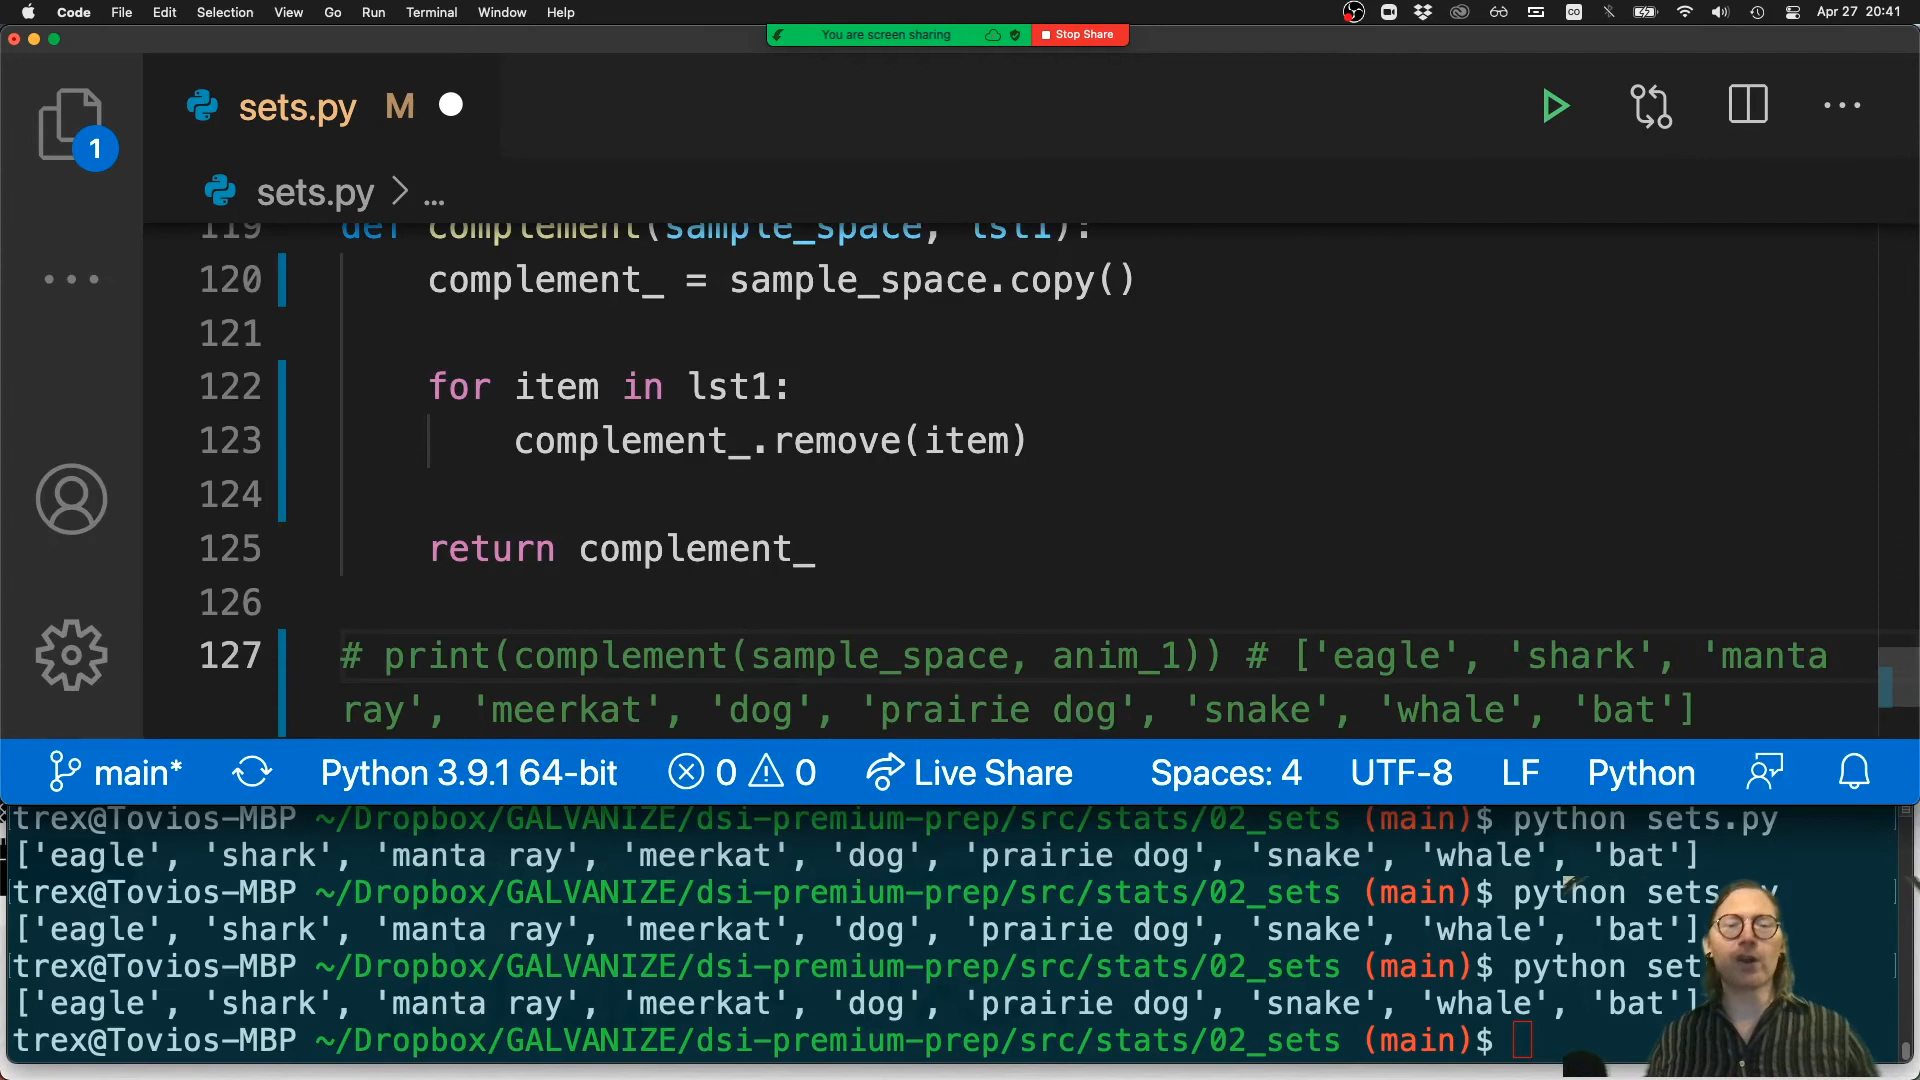 Code File Edit Selection View Go Run Terminal Window Help Apr 27 20:41
You are screen sharing Stop Share
sets.py M
1
sets.py > ...
119 def complement(sample_space, lst1):
120 complement_ = sample_space.copy()
121
122 for item in lst1:
123 complement_.remove(item)
124
125 return complement_
126
127 # print(complement(sample_space, anim_1)) # ['eagle', 'shark', 'manta
ray', 'meerkat', 'dog', 'prairie dog', 'snake', 'whale', 'bat']
main* Python 3.9.1 64-bit 0 0 Live Share Spaces: 4 UTF-8 LF Python
trex@Tovios-MBP ~/Dropbox/GALVANIZE/dsi-premium-prep/src/stats/02_sets (main)$ python sets.py
['eagle', 'shark', 'manta ray', 'meerkat', 'dog', 'prairie dog', 'snake', 'whale', 'bat']
trex@Tovios-MBP ~/Dropbox/GALVANIZE/dsi-premium-prep/src/stats/02_sets (main)$ python sets.py
['eagle', 'shark', 'manta ray', 'meerkat', 'dog', 'prairie dog', 'snake', 'whale', 'bat']
trex@Tovios-MBP ~/Dropbox/GALVANIZE/dsi-premium-prep/src/stats/02_sets (main)$ python set
['eagle', 'shark', 'manta ray', 'meerkat', 'dog', 'prairie dog', 'snake', 'whale', 'bat']
trex@Tovios-MBP ~/Dropbox/GALVANIZE/dsi-premium-prep/src/stats/02_sets (main)$